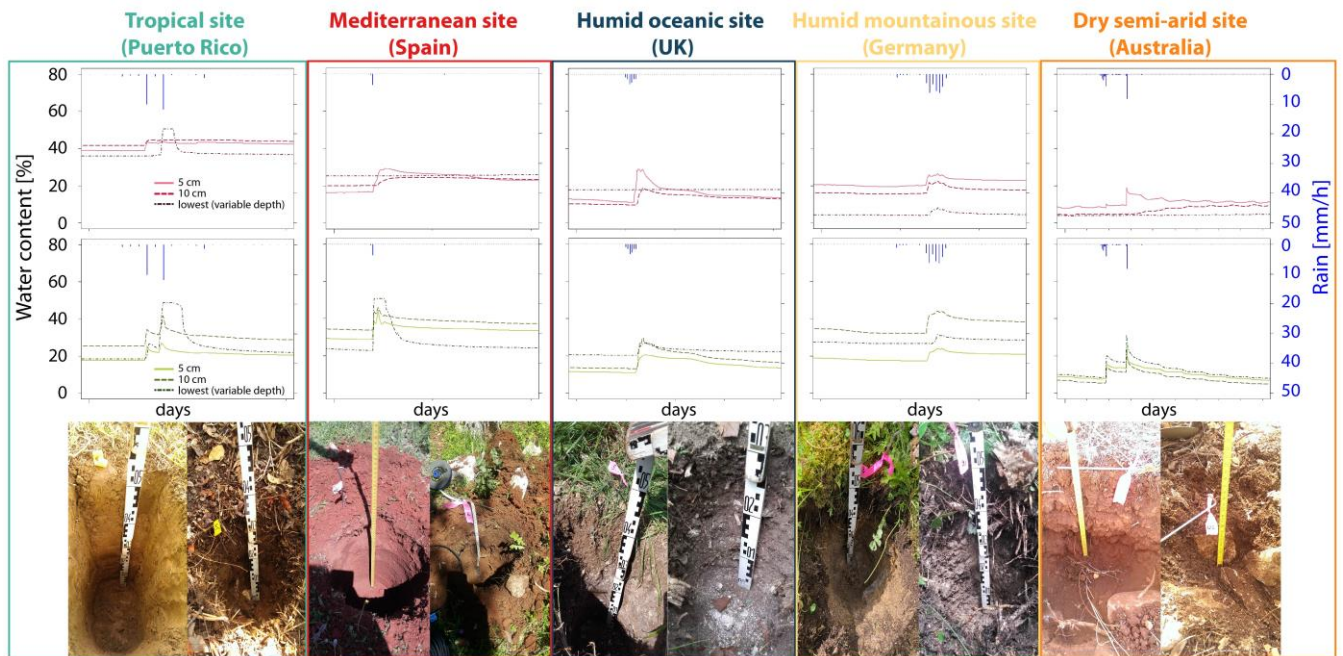 Tropical site
(Puerto Rico)
Mediterranean site
(Spain)
Humid oceanic site
(UK)
Humid mountainous site
(Germany)
Dry semi-arid site
(Australia)
Water content [%]
80
60
40
20
0
5 cm
10 cm
lowest (variable depth)
0
10
20
30
40
50
Rain [mm/h]
80
60
40
20
0
5 cm
10 cm
lowest (variable depth)
0
10
20
30
40
50
days
days
days
days
days